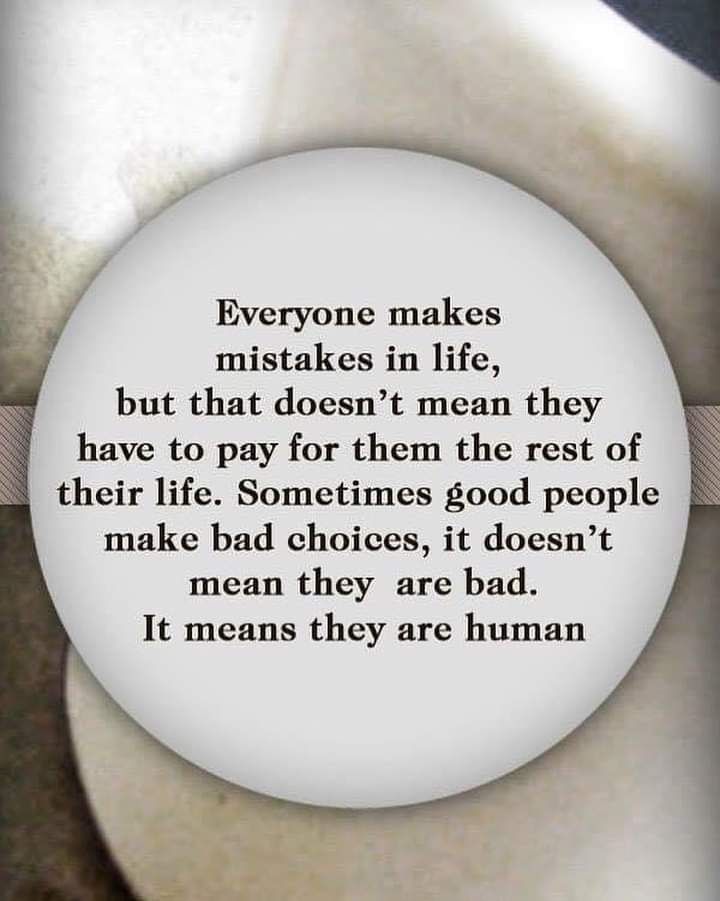 Everyone makes
mistakes in life,
but that doesn't mean they
have to pay for them the rest of
their life. Sometimes good people
make bad choices, it doesn't
mean they  are bad.
It means they are human